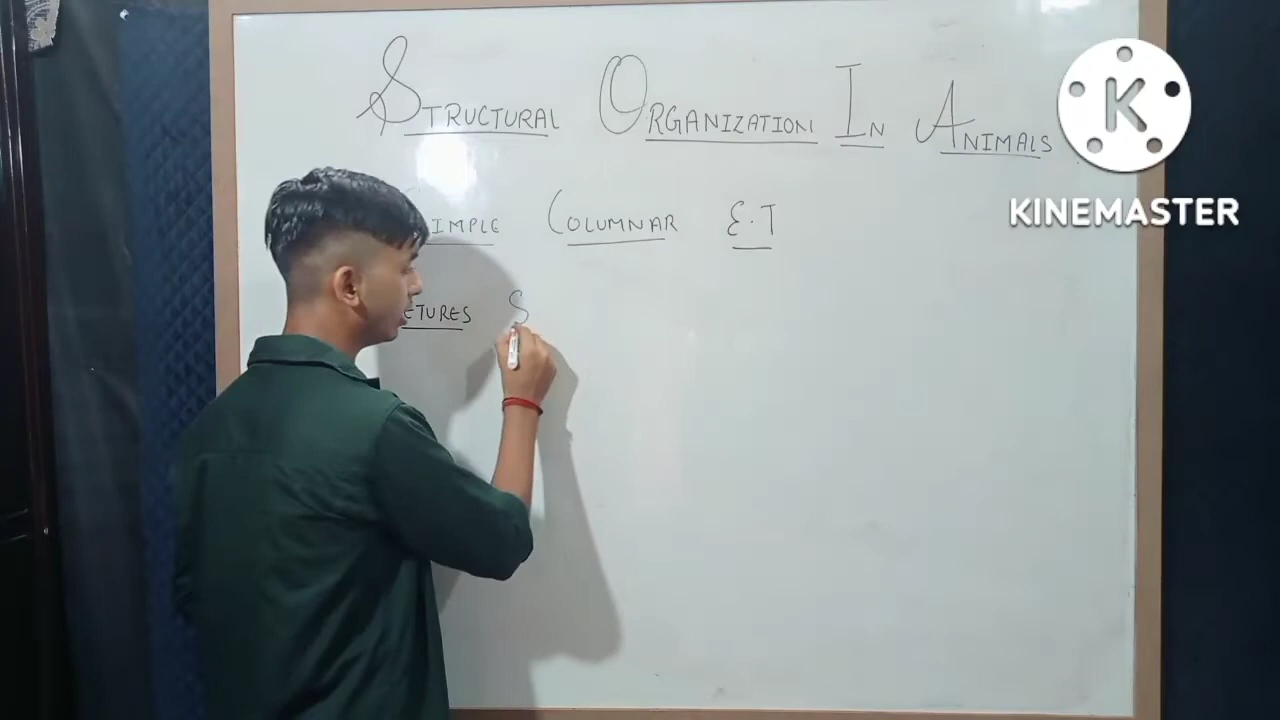 STRUCTURAL ORGANIZATION IN ANIMALS
IMPLE COLUMNAR E.T
ETURES S
KINEMASTER